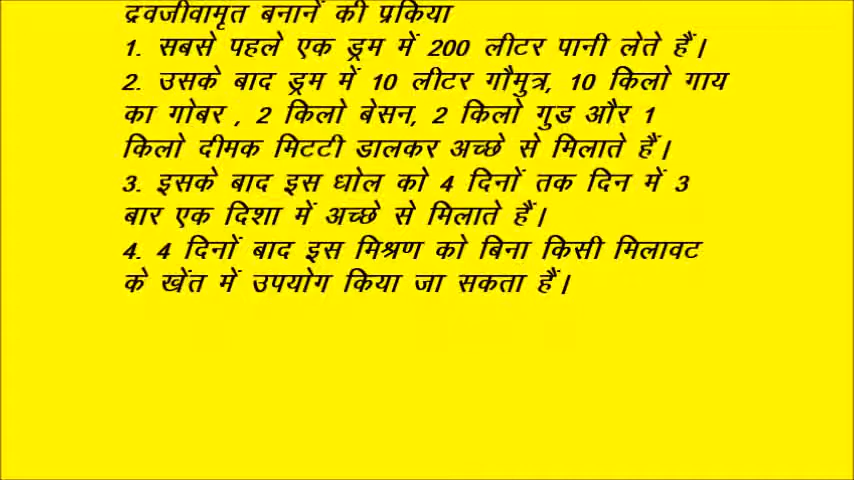 द्रवजीवामृत बनानें की प्रकिया
1. सबसे पहले एक ड्रम में 200 लीटर पानी लेते हैं।
2. उसके बाद ड्रम में 10 लीटर गौमुत्र, 10 किलो गाय
का गोबर , 2 किलो बेसन, 2 किलो गुड और 1
किलो दीमक मिटटी डालकर अच्छे से मिलाते हैं।
3. इसके बाद इस धोल को 4 दिनों तक दिन में 3
बार एक दिशा में अच्छे से मिलाते हैं।
4. 4 दिनों बाद इस मिश्रण को बिना किसी मिलावट
के खेंत में उपयोग किया जा सकता हैं।